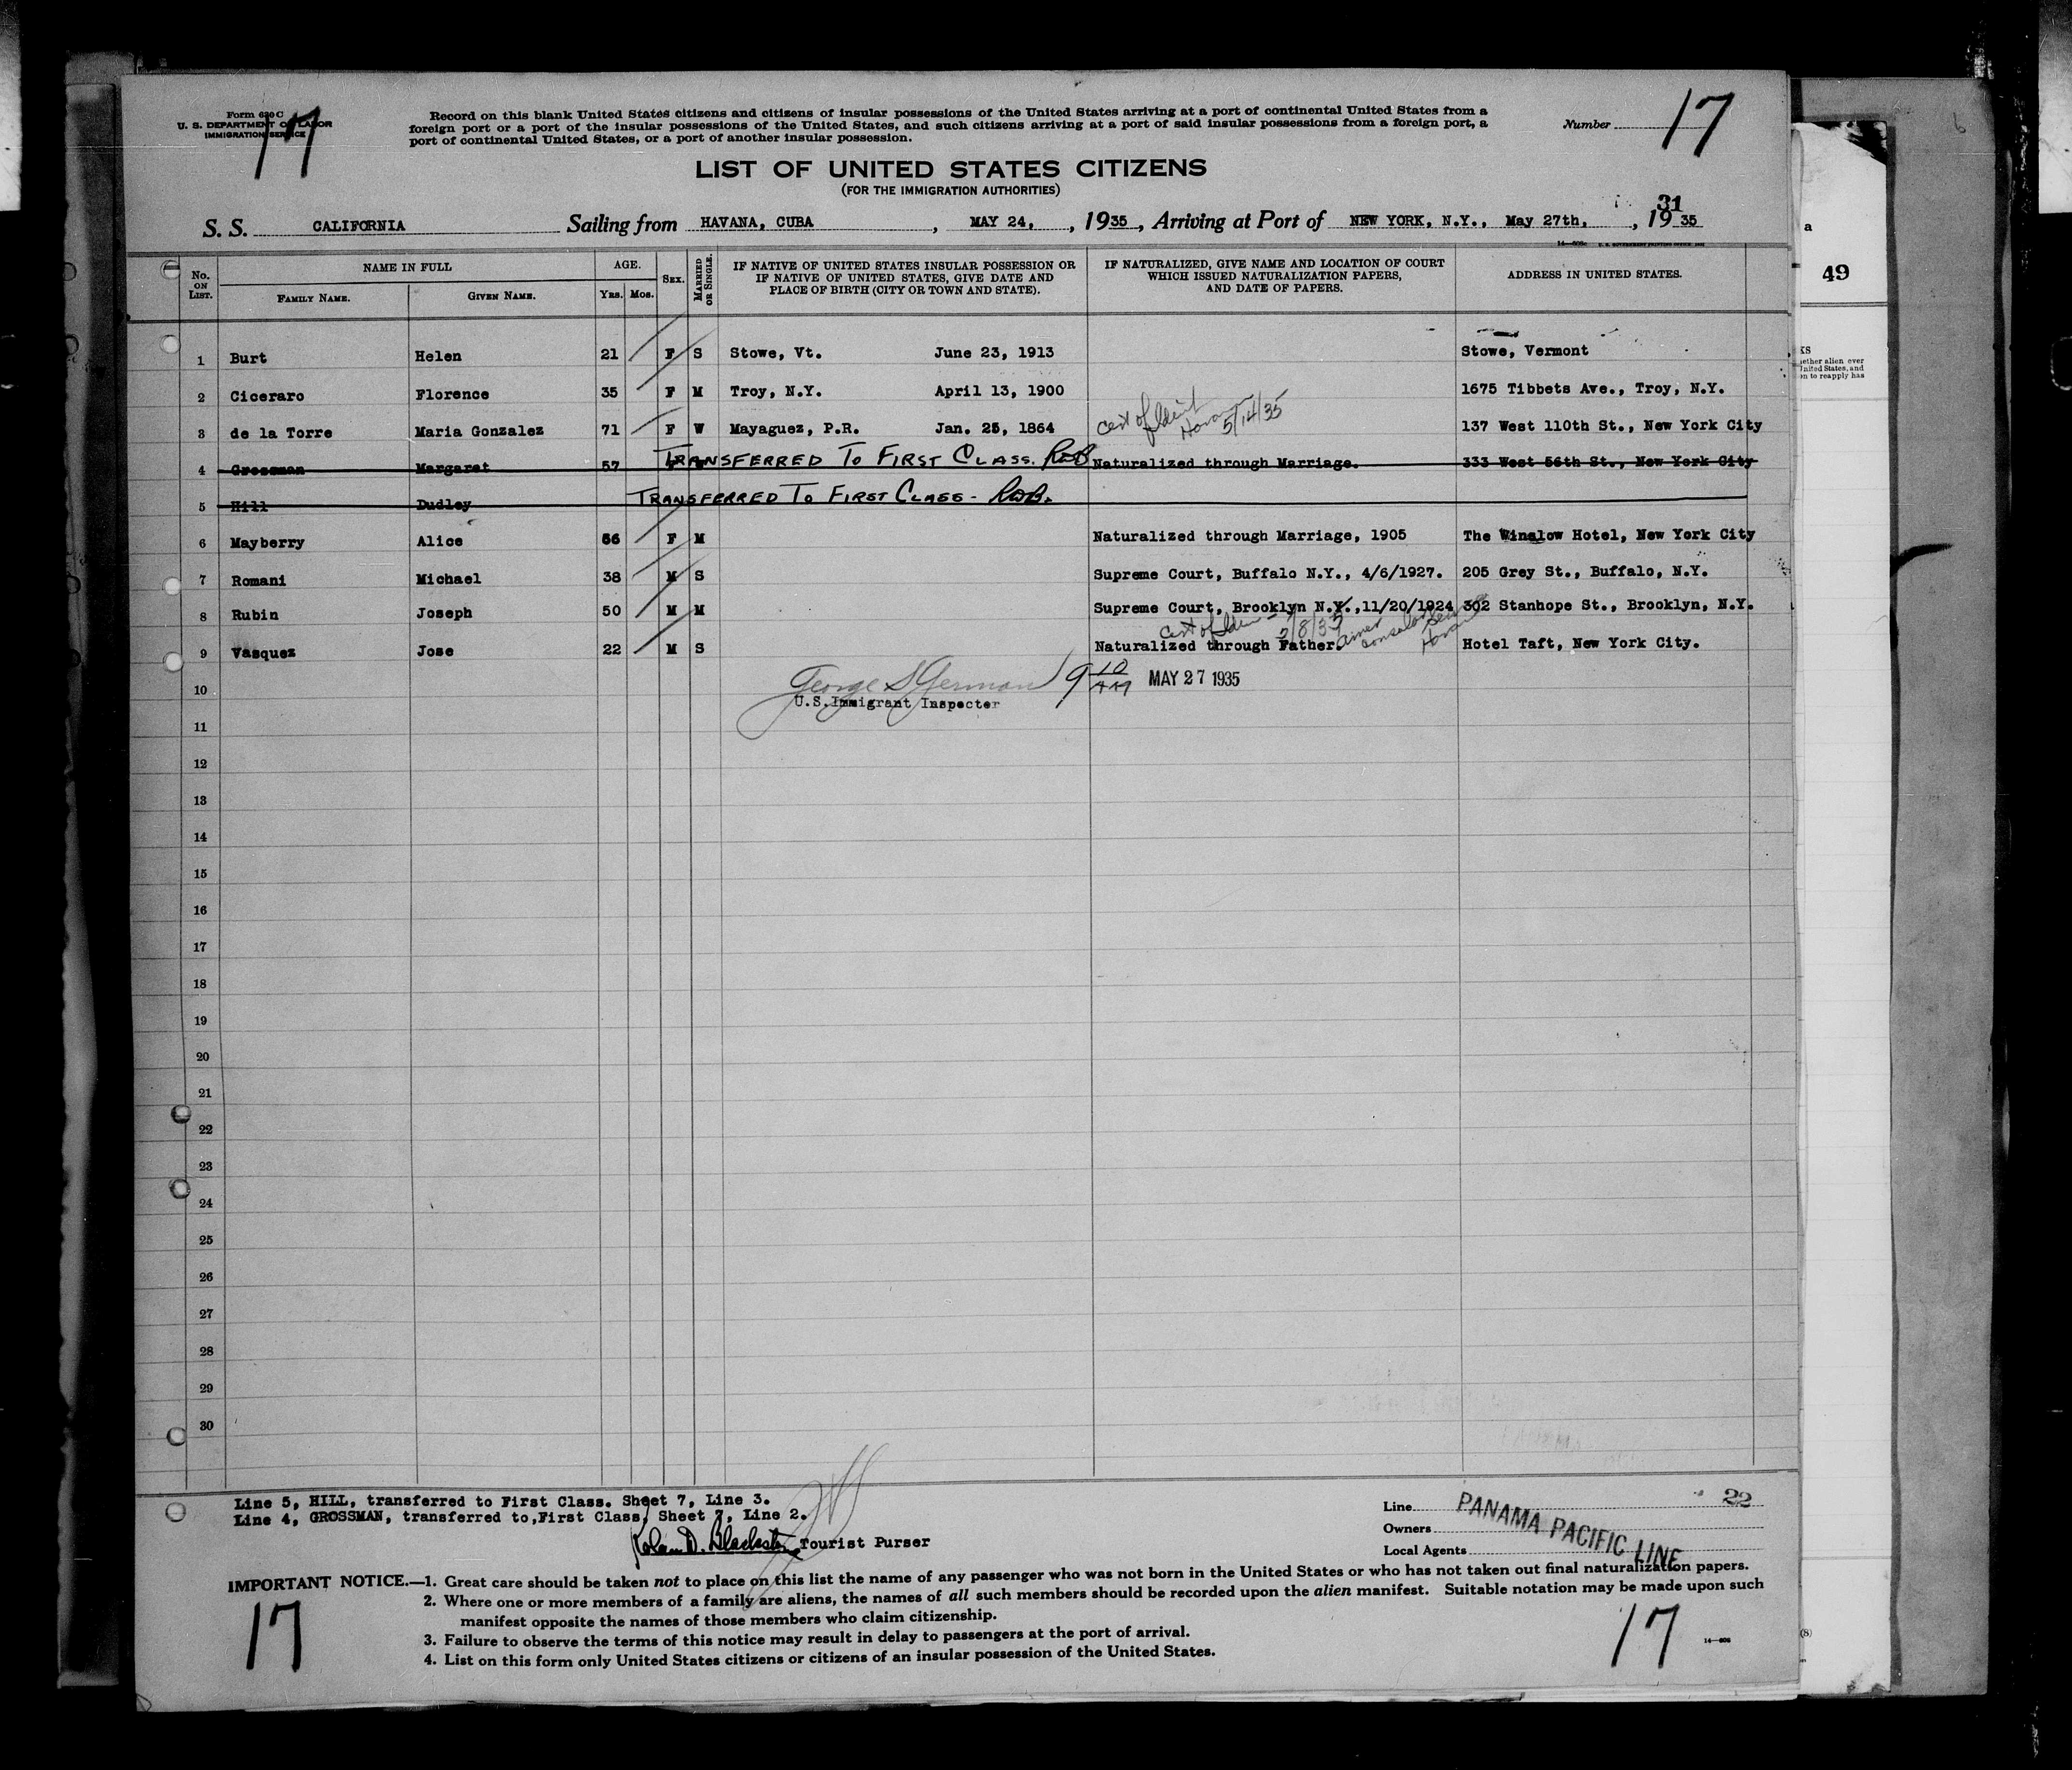 Form 630 C
U. S. DEPARTMENT OF LABOR
IMMIGRATION SERVICE
17
Record on this blank United States citizens and citizens of insular possessions of the United States arriving at a port of continental United States from a
foreign port or a port of the insular possessions of the United States, and such citizens arriving at a port of said insular possessions from a foreign port, a
port of continental United States, or a port of another insular possession.
Number 17
LIST OF UNITED STATES CITIZENS
(FOR THE IMMIGRATION AUTHORITIES)
31
S. S. CALIFORNIA Sailing from HAVANA, CUBA, MAY 24, , 1935, Arriving at Port of NEW YORK, N.Y., May 27th, , 1935
No. ON LIST. NAME IN FULL FAMILY NAME. GIVEN NAME. AGE. YRS. MOS. SEX. MARRIED OR SINGLE. IF NATIVE OF UNITED STATES INSULAR POSSESSION OR IF NATIVE OF UNITED STATES, GIVE DATE AND PLACE OF BIRTH (CITY OR TOWN AND STATE). IF NATURALIZED, GIVE NAME AND LOCATION OF COURT WHICH ISSUED NATURALIZATION PAPERS, AND DATE OF PAPERS. ADDRESS IN UNITED STATES.
1 Burt Helen 21 F S Stowe, Vt. June 23, 1913 Stowe, Vermont
2 Ciceraro Florence 35 F M Troy, N.Y. April 13, 1900 1675 Tibbets Ave., Troy, N.Y.
3 de la Torre Maria Gonzalez 71 F W Mayaguez, P.R. Jan. 25, 1864 Cert of Ident Havana 5/14/35 137 West 110th St., New York City
4 Grossman Margaret 57 TRANSFERRED TO FIRST CLASS. RDB Naturalized through Marriage. 333 West 56th St., New York City
5 Hill Dudley TRANSFERRED TO FIRST CLASS - RDB.
6 Mayberry Alice 56 F M Naturalized through Marriage, 1905 The Winslow Hotel, New York City
7 Romani Michael 38 M S Supreme Court, Buffalo N.Y., 4/6/1927. 205 Grey St., Buffalo, N.Y.
8 Rubin Joseph 50 M M Supreme Court, Brooklyn N.Y.,11/20/1924 302 Stanhope St., Brooklyn, N.Y.
Cert of Iden
9 Vasquez Jose 22 M S Naturalized through Father. Hotel Taft, New York City.
George S German 9 10 AM MAY 27 1935
10
U.S.Immigrant Inspector
11
12
13
14
15
16
17
18
19
20
21
22
23
24
25
26
27
28
29
30
Line 5, HILL, transferred to First Class. Sheet 7, Line 3.
Line 4, GROSSMAN, transferred to,First Class, Sheet 7, Line 2.
Tourist Purser
Line 22
Owners
Local Agents
PANAMA PACIFIC LINE
IMPORTANT NOTICE.—1. Great care should be taken not to place on this list the name of any passenger who was not born in the United States or who has not taken out final naturalization papers.
2. Where one or more members of a family are aliens, the names of all such members should be recorded upon the alien manifest. Suitable notation may be made upon such
manifest opposite the names of those members who claim citizenship.
3. Failure to observe the terms of this notice may result in delay to passengers at the port of arrival.
4. List on this form only United States citizens or citizens of an insular possession of the United States.
17
17
49